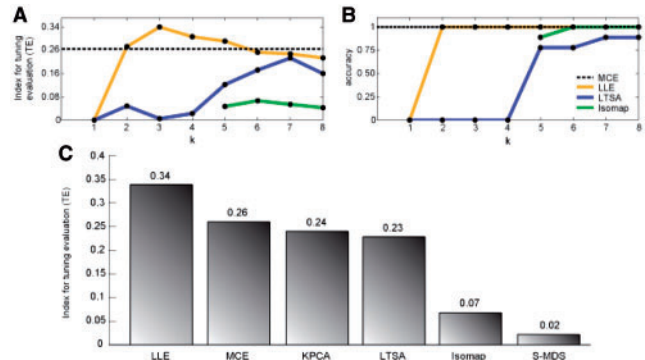 A
Index for tuning
evaluation (TE)
0.34
0.26
0.16
0.08
0
1 2 3 4 5 6 7 8
k
B
accuracy
1
0.75
0.50
0.25
0
1 2 3 4 5 6 7 8
k
MCE
LLE
LTSA
Isomap
C
Index for tuning evaluation (TE)
0.4
0.35
0.3
0.25
0.2
0.15
0.1
0.05
0
0.34
0.26
0.24
0.23
0.07
0.02
LLE MCE KPCA LTSA Isomap S-MDS